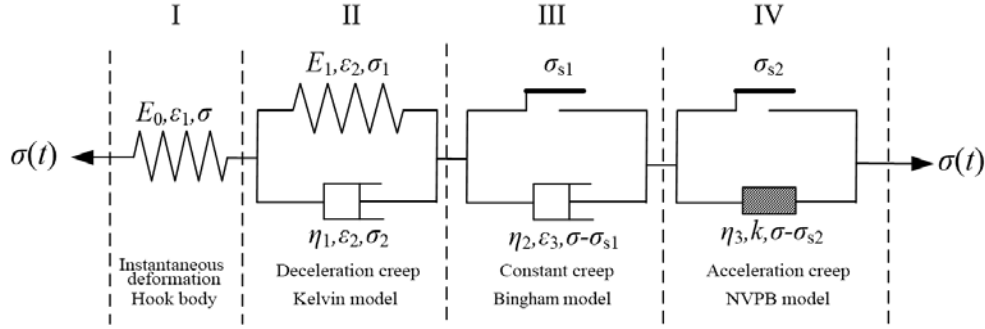 I II III IV
E₁,ε₂,σ₁ σₛ₁ σₛ₂
E₀,ε₁,σ
σ(t) σ(t)
η₁,ε₂,σ₂ η₂,ε₃,σ-σₛ₁ η₃,k,σ-σₛ₂
Instantaneous
deformation
Hook body
Deceleration creep
Kelvin model
Constant creep
Bingham model
Acceleration creep
NVPB model